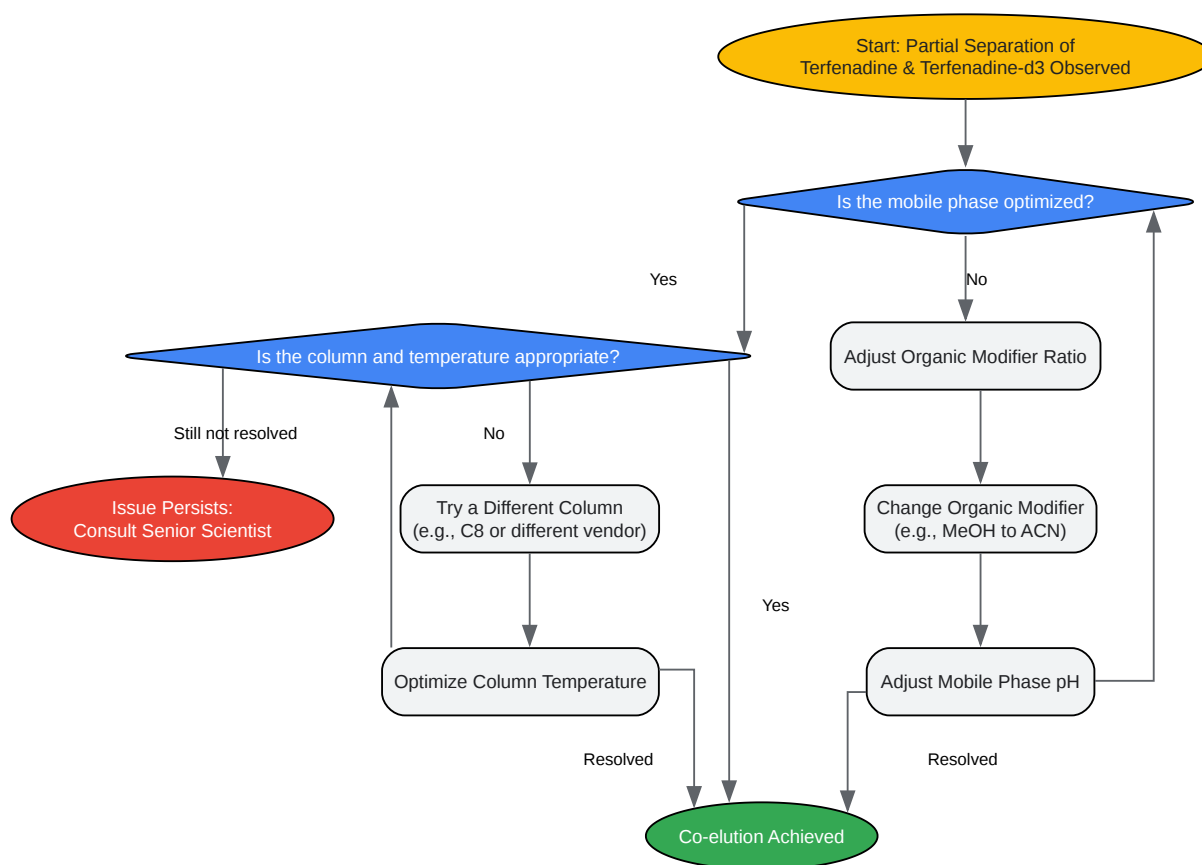 Start: Partial Separation of
Terfenadine & Terfenadine-d3 Observed
Is the mobile phase optimized?
Yes
No
Is the column and temperature appropriate?
Adjust Organic Modifier Ratio
Still not resolved
No
Issue Persists:
Consult Senior Scientist
Try a Different Column
(e.g., C8 or different vendor)
Change Organic Modifier
(e.g., MeOH to ACN)
Yes
Optimize Column Temperature
Adjust Mobile Phase pH
Resolved
Resolved
Co-elution Achieved